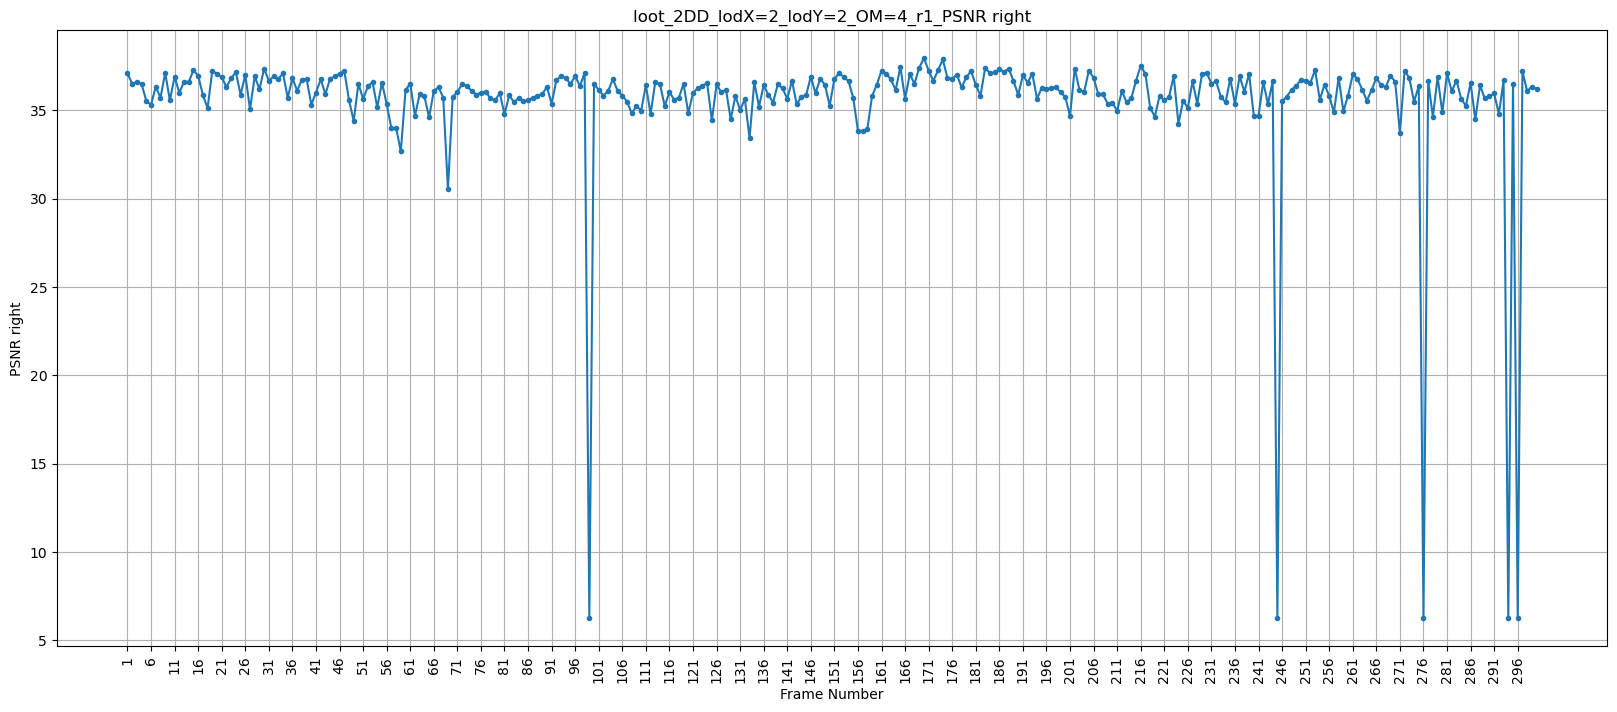 loot_2DD_lodX=2_lodY=2_OM=4_r1_PSNR right
PSNR right
35
30
25
20
15
10
5
1 6 11 16 21 26 31 36 41 46 51 56 61 66 71 76 81 86 91 96 101 106 111 116 121 126 131 136 141 146 151 156 161 166 171 176 181 186 191 196 201 206 211 216 221 226 231 236 241 246 251 256 261 266 271 276 281 286 291 296
Frame Number